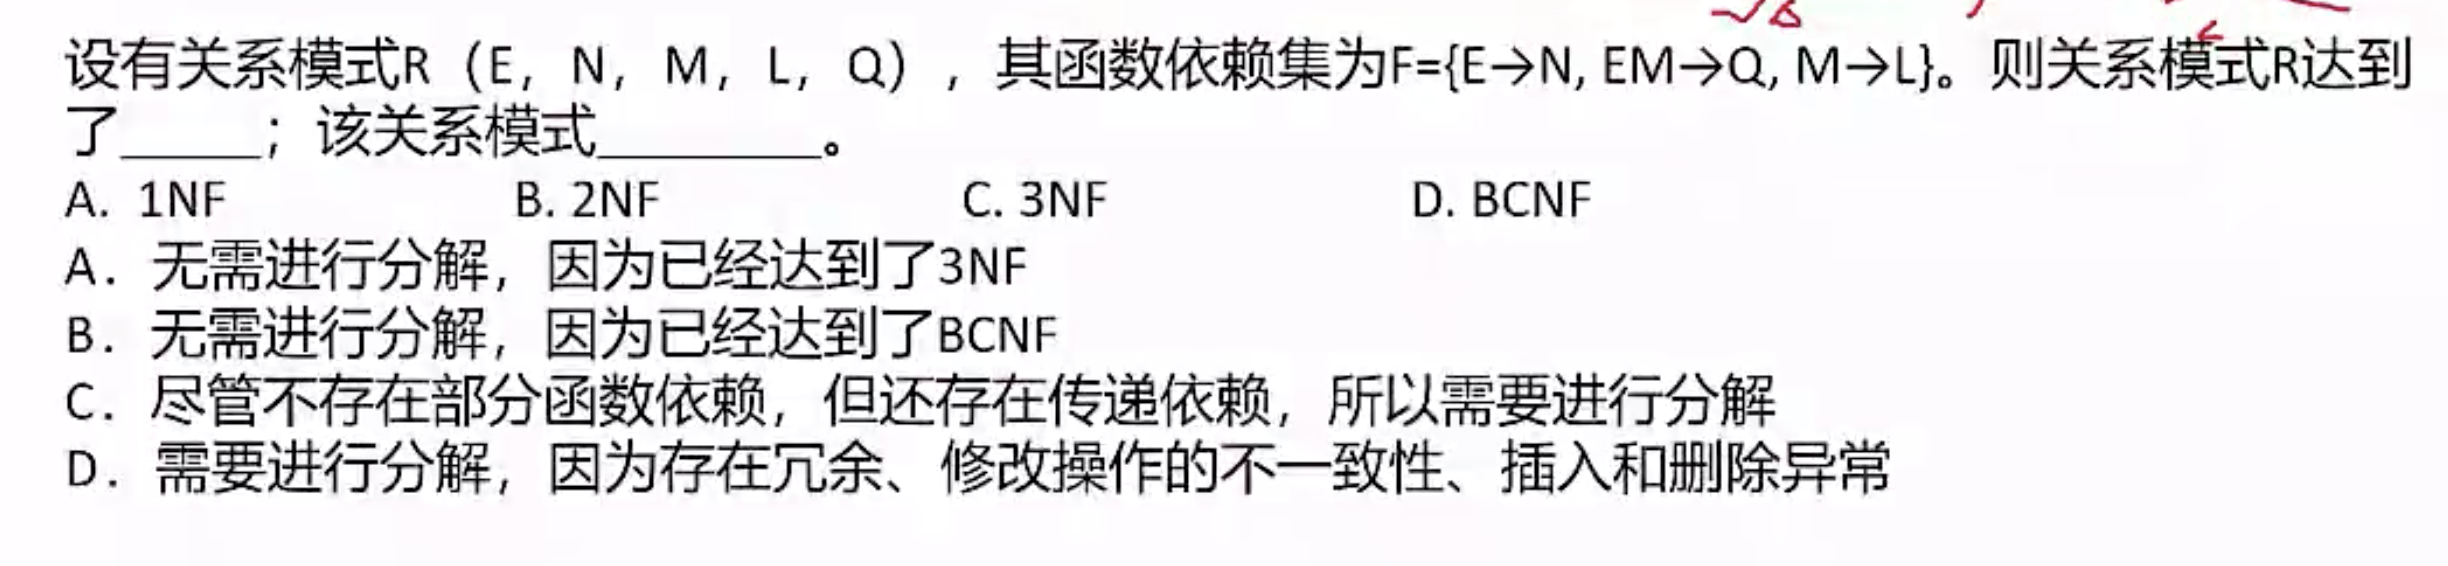 设有关系模式R（E，N，M，L，Q），其函数依赖集为F={E→N, EM→Q, M→L}。则关系模式R达到
了_____；该关系模式________。
A. 1NF B. 2NF C. 3NF D. BCNF
A. 无需进行分解，因为已经达到了3NF
B. 无需进行分解，因为已经达到了BCNF
C. 尽管不存在部分函数依赖，但还存在传递依赖，所以需要进行分解
D. 需要进行分解，因为存在冗余、修改操作的不一致性、插入和删除异常